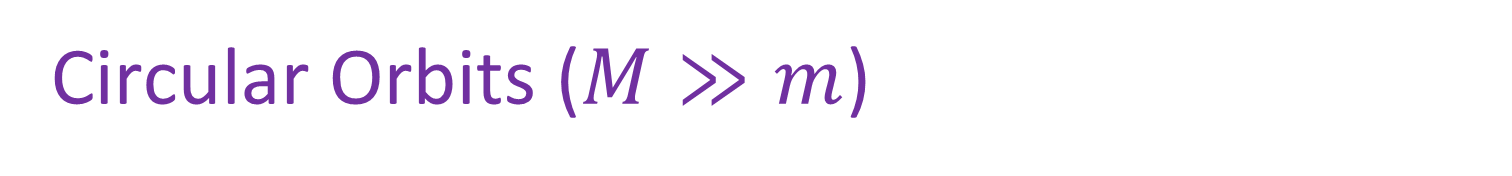 Circular Orbits (𝑀 ≫ 𝑚)